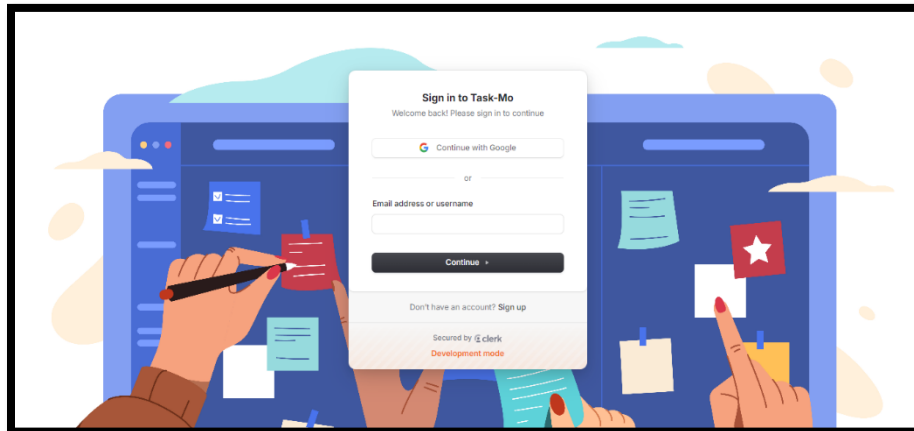 Sign in to Task-Mo
Welcome back! Please sign in to continue
Continue with Google
or
Email address or username
Continue
Don't have an account? Sign up
Secured by clerk
Development mode